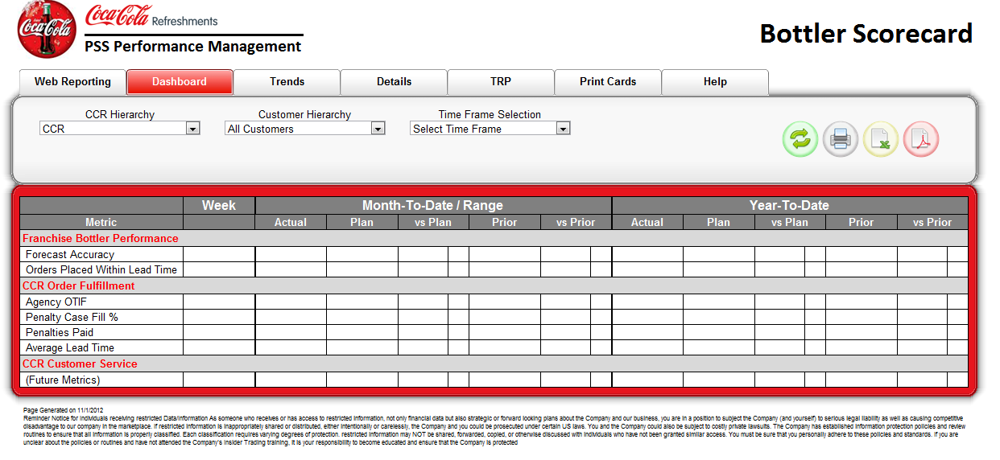 Coca-Cola
Coca-Cola Refreshments
PSS Performance Management
Bottler Scorecard
Web Reporting Dashboard Trends Details TRP Print Cards Help
CCR Hierarchy Customer Hierarchy Time Frame Selection
CCR All Customers Select Time Frame
Week Month-To-Date / Range Year-To-Date
Metric Actual Plan vs Plan Prior vs Prior Actual Plan vs Plan Prior vs Prior
Franchise Bottler Performance
Forecast Accuracy
Orders Placed Within Lead Time
CCR Order Fulfillment
Agency OTIF
Penalty Case Fill %
Penalties Paid
Average Lead Time
CCR Customer Service
(Future Metrics)
Page Generated on 11/1/2012
Reminder Notice for Individuals receiving restricted Data/Information As someone who receives or has access to restricted information, not only financial data but also strategic or forward looking plans about the Company and our business, you are in a position to subject the Company (and yourself) to serious legal liability as well as causing competitive
disadvantage to our company in the marketplace. If restricted information is inappropriately shared or distributed, either intentionally or carelessly, the Company and you could be prosecuted under certain US laws. You and the Company could also be subject to costly private lawsuits. The Company has established information protection policies and review
routines to ensure that all information is properly classified. Each classification requires varying degrees of protection. restricted information may NOT be shared, forwarded, copied, or otherwise discussed with individuals who have not been granted similar access. You must be sure that you personally adhere to these policies and standards. If you are
unclear about the policies or routines and have not attended the Company's Insider Trading training, it is your responsibility to become educated and ensure that the Company is protected